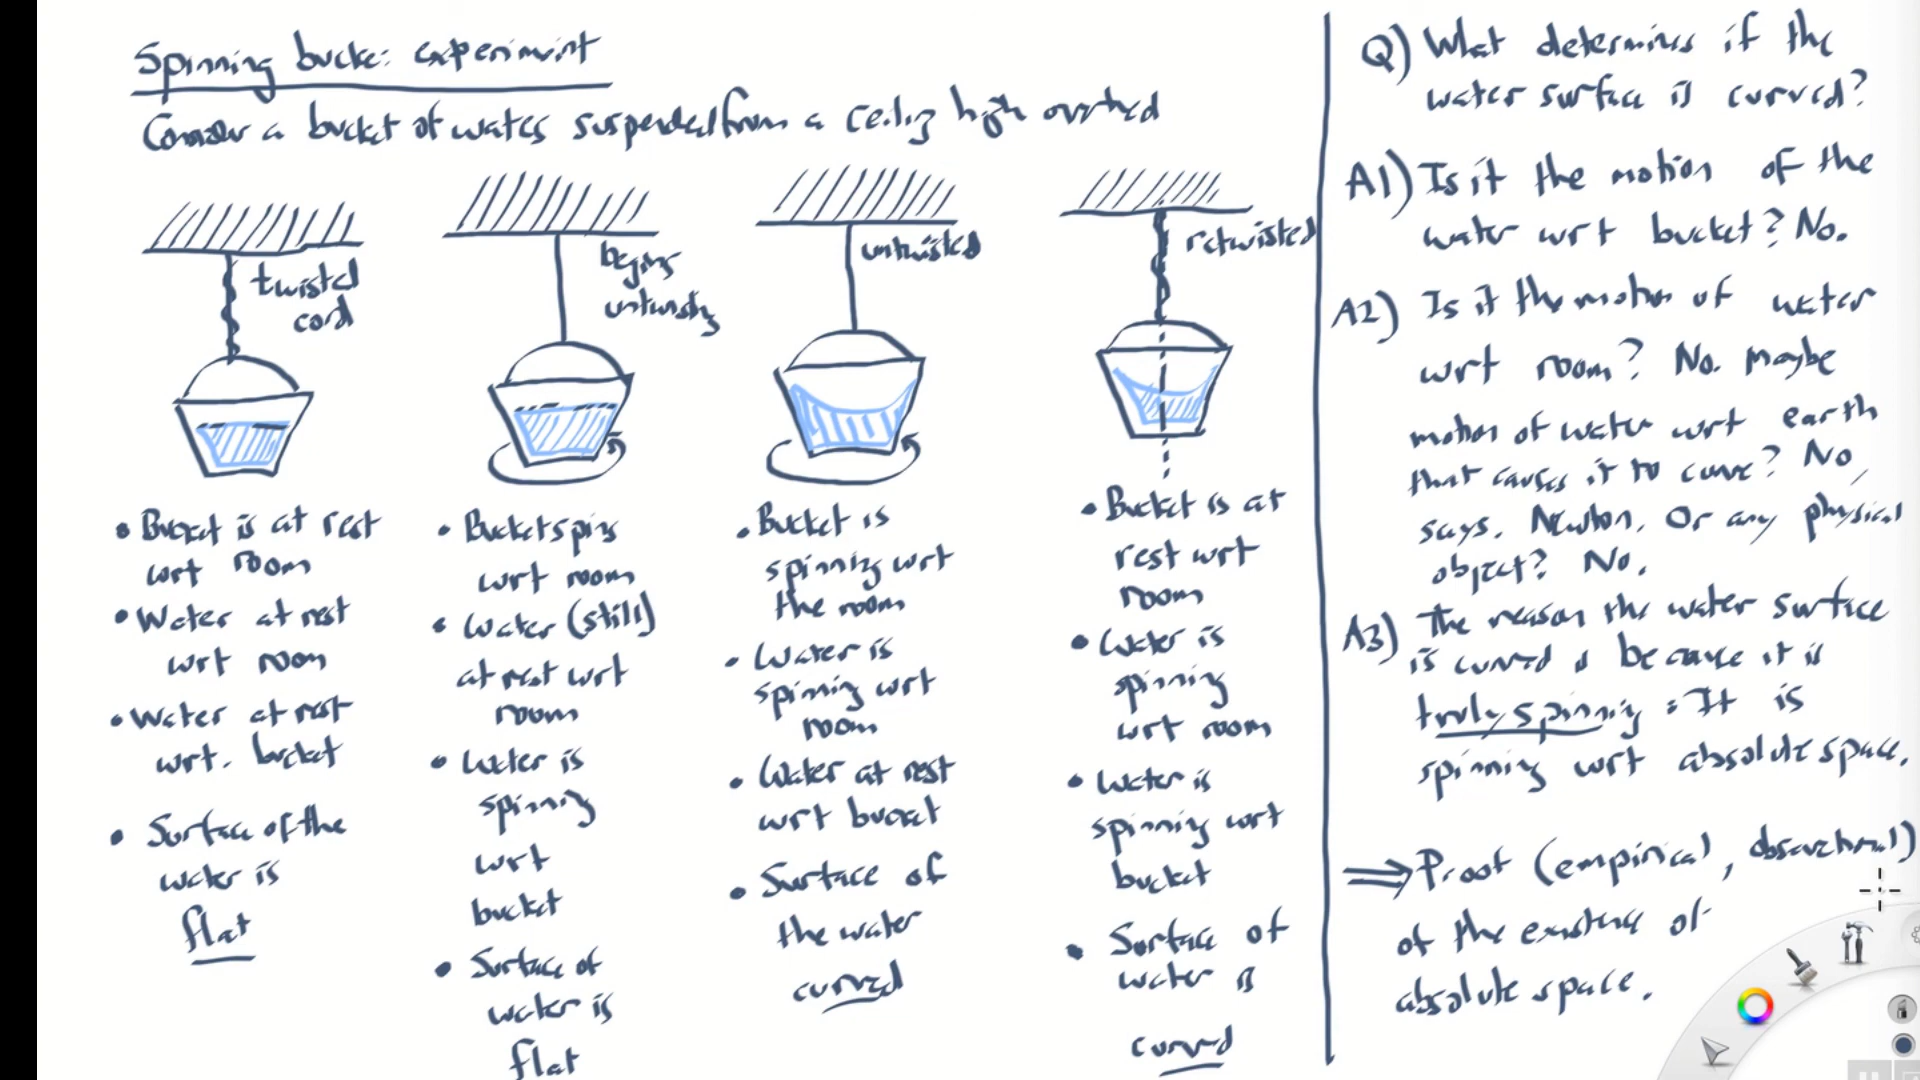 Spinning bucket experiment
Consider a bucket of water suspended from a ceiling high overhead
twisted
cord
begins
untwisting
untwisted
retwisted
• Bucket is at rest
wrt room
• Water at rest
wrt room
• Water at rest
wrt. bucket
• Surface of the
water is
flat
• Bucket spins
wrt room
• Water (still)
at rest wrt
room
• Water is
spinning
wrt
bucket
• Surface of
water is
flat
• Bucket is
spinning wrt
the room
• Water is
spinning wrt
room
• Water at rest
wrt bucket
• Surface of
the water
curved
• Bucket is at
rest wrt
room
• Water is
spinning
wrt room
• Water is
spinning wrt
bucket
• Surface of
water is
curved
Q) What determines if the
water surface is curved?
A1) Is it the motion of the
water wrt bucket? No.
A2) Is it the motion of water
wrt room? No. Maybe
motion of water wrt earth
that causes it to curve? No,
says. Newton. Or any physical
object? No.
A3) The reason the water surface
is curved is because it is
truly spinning: It is
spinning wrt absolute space.
⇒ Proof (empirical, observational)
of the existence of
absolute space.